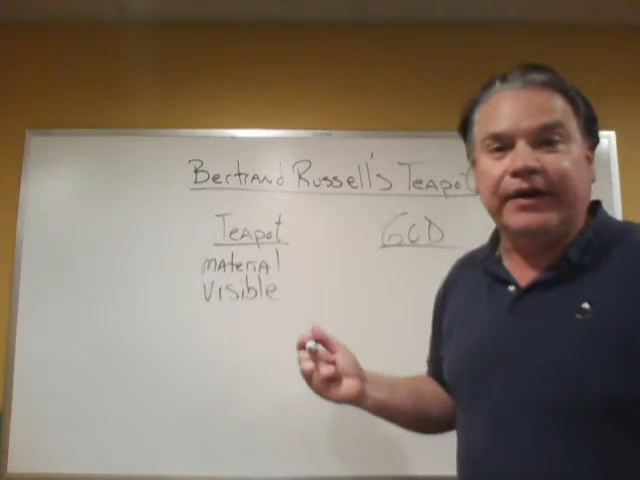 Bertrand Russell's Teapot
Teapot
GOD
material
visible